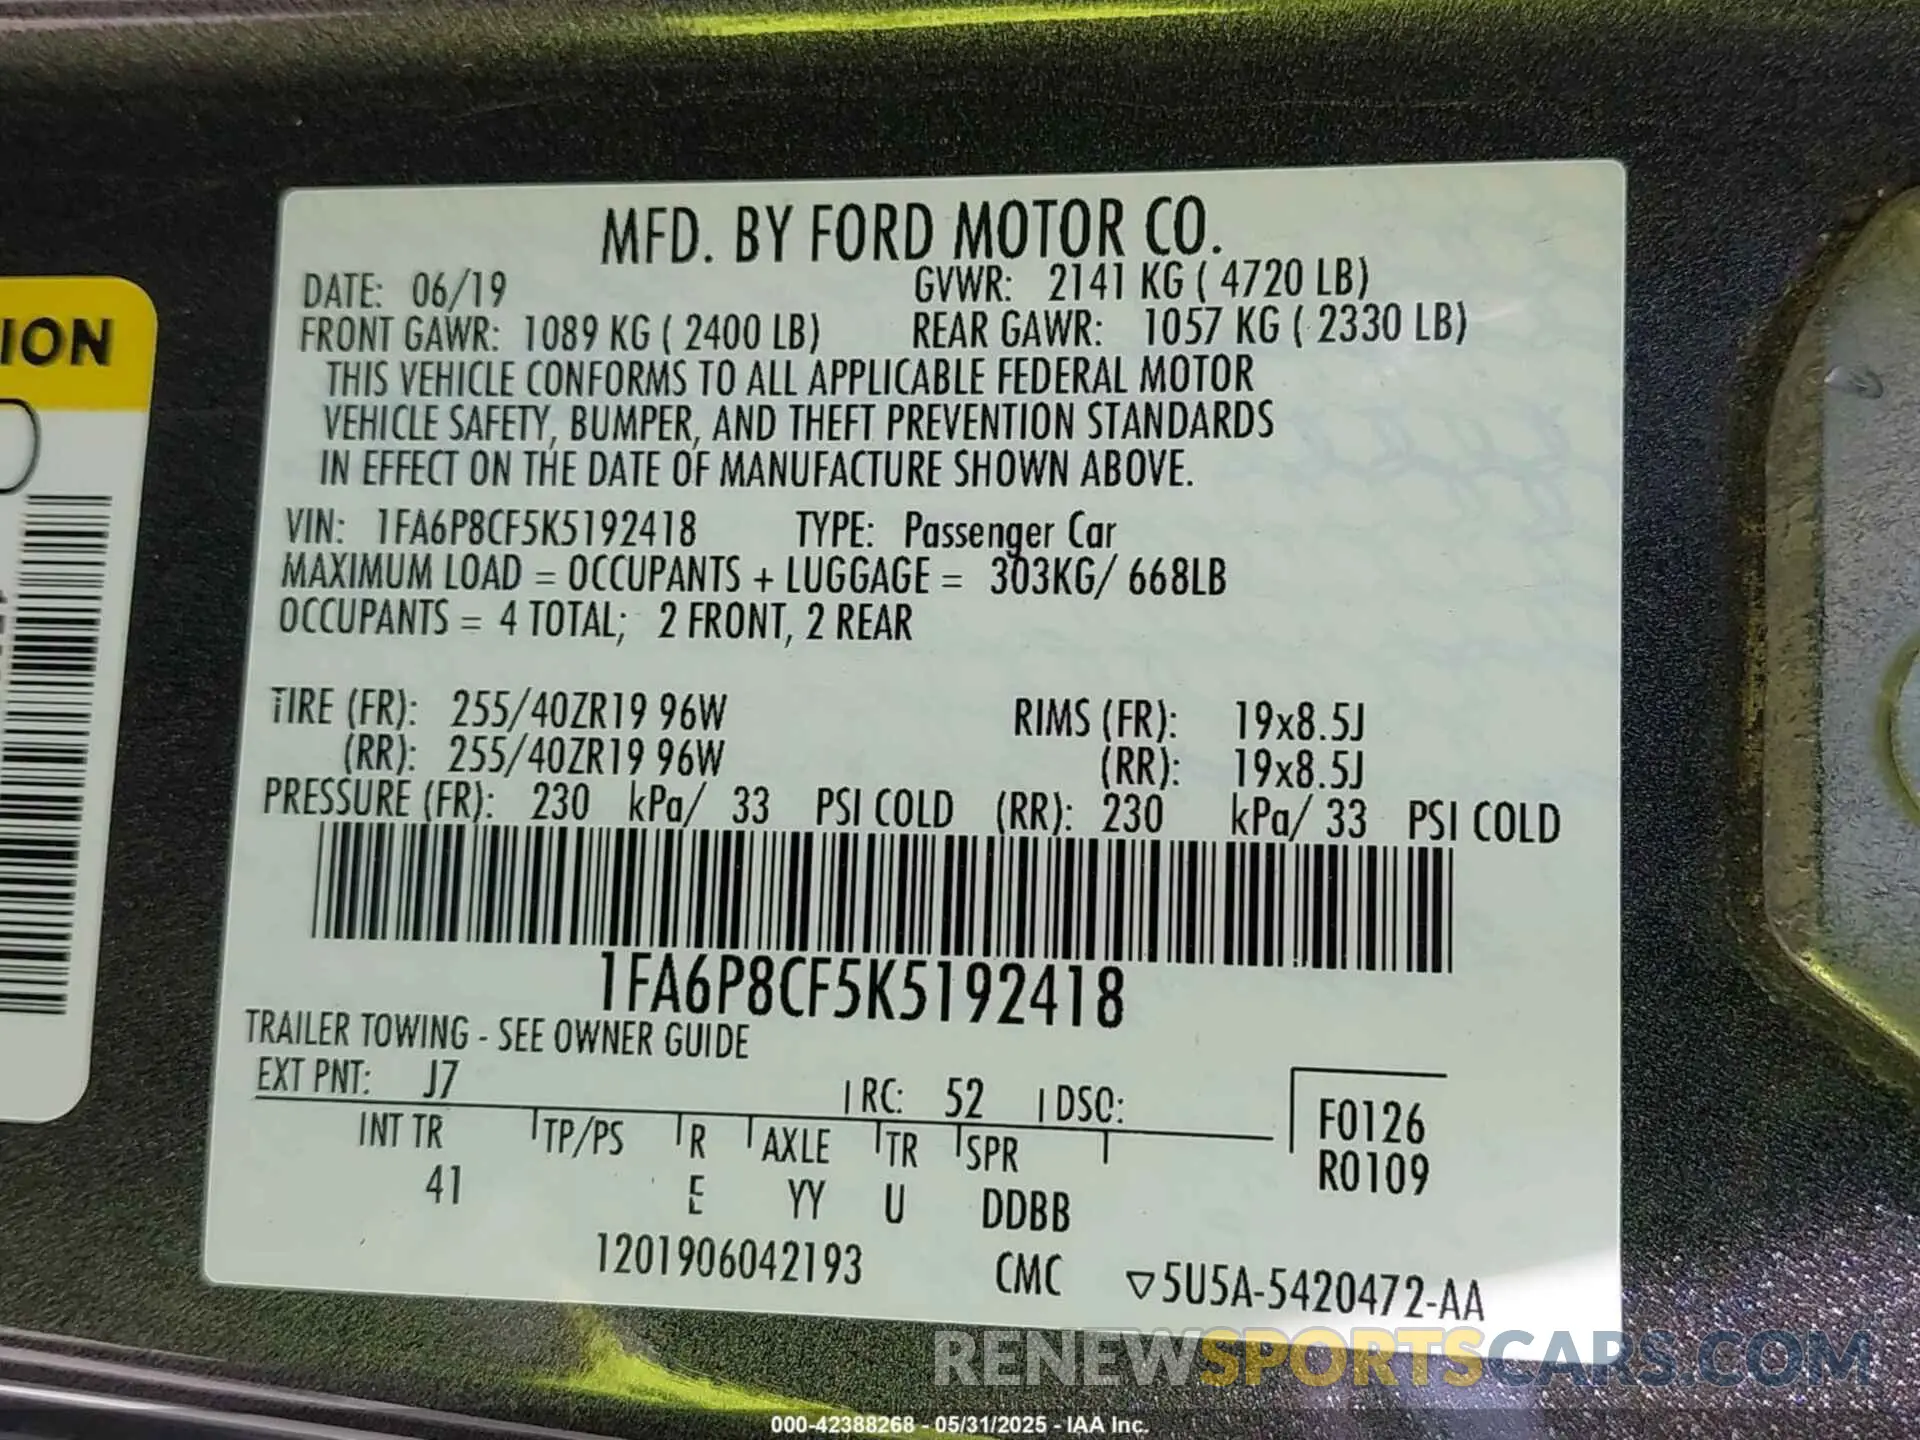 MFD. BY FORD MOTOR CO.
DATE: 06/19 GVWR: 2141 KG ( 4720 LB)
FRONT GAWR: 1089 KG ( 2400 LB) REAR GAWR: 1057 KG ( 2330 LB)
THIS VEHICLE CONFORMS TO ALL APPLICABLE FEDERAL MOTOR
VEHICLE SAFETY, BUMPER, AND THEFT PREVENTION STANDARDS
IN EFFECT ON THE DATE OF MANUFACTURE SHOWN ABOVE.
VIN: 1FA6P8CF5K5192418 TYPE: Passenger Car
MAXIMUM LOAD = OCCUPANTS + LUGGAGE = 303KG/ 668LB
OCCUPANTS = 4 TOTAL; 2 FRONT, 2 REAR
TIRE (FR): 255/40ZR19 96W RIMS (FR): 19x8.5J
(RR): 255/40ZR19 96W (RR): 19x8.5J
PRESSURE (FR): 230 kPa/ 33 PSI COLD (RR): 230 kPa/ 33 PSI COLD
1FA6P8CF5K5192418
TRAILER TOWING - SEE OWNER GUIDE
EXT PNT: J7 RC: 52 DSO:
INT TR TP/PS R AXLE TR SPR
41 E YY U DDBB
F0126
R0109
1201906042193 CMC ▽5U5A-5420472-AA
ION
RENEWSPORTSCARS.COM
000-42388268 - 05/31/2025 - IAA Inc.